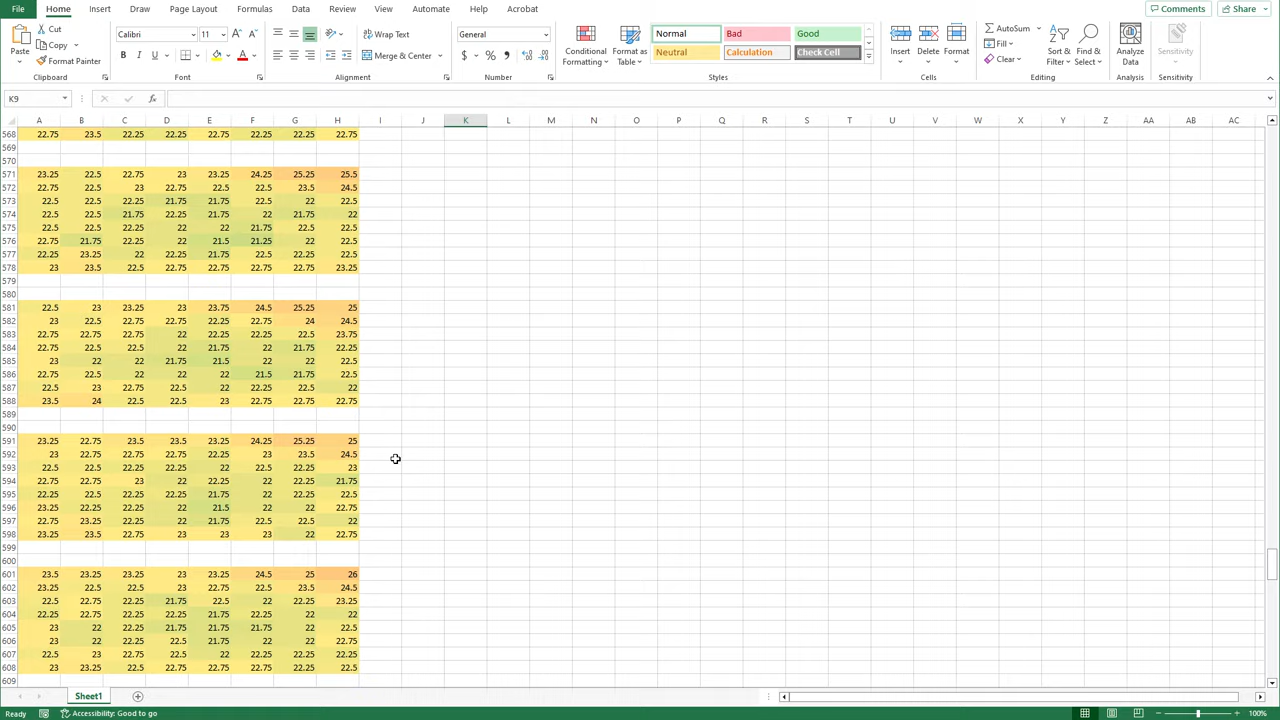 File Home Insert Draw Page Layout Formulas Data Review View Automate Help Acrobat Comments Share
Paste Cut Copy Format Painter Calibri 11 Wrap Text Merge & Center General Conditional Formatting Format as Table Normal Bad Good Neutral Calculation Check Cell Insert Delete Format AutoSum Fill Clear Sort & Filter Find & Select Analyze Data Sensitivity
Clipboard Font Alignment Number Styles Cells Editing Analysis Sensitivity
K9 fx
A B C D E F G H I J K L M N O P Q R S T U V W X Y Z AA AB AC
568 22.75 23.5 22.25 22.25 22.75 22.25 22.25 22.75
569
570
571 23.25 22.5 22.75 23 23.25 24.25 25.25 25.5
572 22.75 22.5 23 22.75 22.5 22.5 23.5 24.5
573 22.5 22.5 22.25 21.75 21.75 22.5 22 22.5
574 22.5 22.5 21.75 22.25 21.75 22 21.75 22
575 22.5 22.5 22.25 22 22 21.75 22.5 22.5
576 22.75 21.75 22.25 22 21.5 21.25 22 22.5
577 22.25 23.25 22 22.25 21.75 22.5 22.25 22.5
578 23 23.5 22.5 22.75 22.75 22.75 22.75 23.25
579
580
581 22.5 23 23.25 23 23.75 24.5 25.25 25
582 23 22.5 22.75 22.75 22.25 22.75 24 24.5
583 22.75 22.75 22.75 22 22.25 22.25 22.5 23.75
584 22.75 22.5 22.5 22 21.75 22 21.75 22.25
585 23 22 22 21.75 21.5 22 22 22.5
586 22.75 22.5 22 22 22 21.5 21.75 22.5
587 22.5 23 22.75 22.5 22 22.25 22.5 22
588 23.5 24 22.5 22.5 23 22.75 22.75 22.75
589
590
591 23.25 22.75 23.5 23.5 23.25 24.25 25.25 25
592 23 22.75 22.75 22.75 22.25 23 23.5 24.5
593 22.5 22.5 22.25 22.25 22 22.5 22.25 23
594 22.75 22.75 23 22 22.25 22 22.25 21.75
595 22.25 22.5 22.25 22.25 21.75 22 22.25 22.5
596 23.25 22.25 22.25 22 21.5 22 22 22.75
597 22.75 23.25 22.25 22 21.75 22.5 22.5 22
598 23.25 23.5 22.75 23 23 23 22 22.75
599
600
601 23.5 23.25 23.25 23 23.25 24.5 25 26
602 23.25 22.5 22.5 23 22.75 22.5 23.5 24.5
603 22.5 22.75 22.25 21.75 22.5 22 22.25 23.25
604 22.25 22.75 22.25 22.25 21.75 22.25 22 22
605 23 22 22.25 21.75 21.75 21.75 22 22.5
606 23 22 22.25 22.5 21.75 22 22.25 22.75
607 22.5 23 22.75 22.25 22 22.25 22.25 22.25
608 23 23.25 22.5 22.75 22.75 22.75 22.25 22.5
609
Sheet1
Ready Accessibility: Good to go 100%